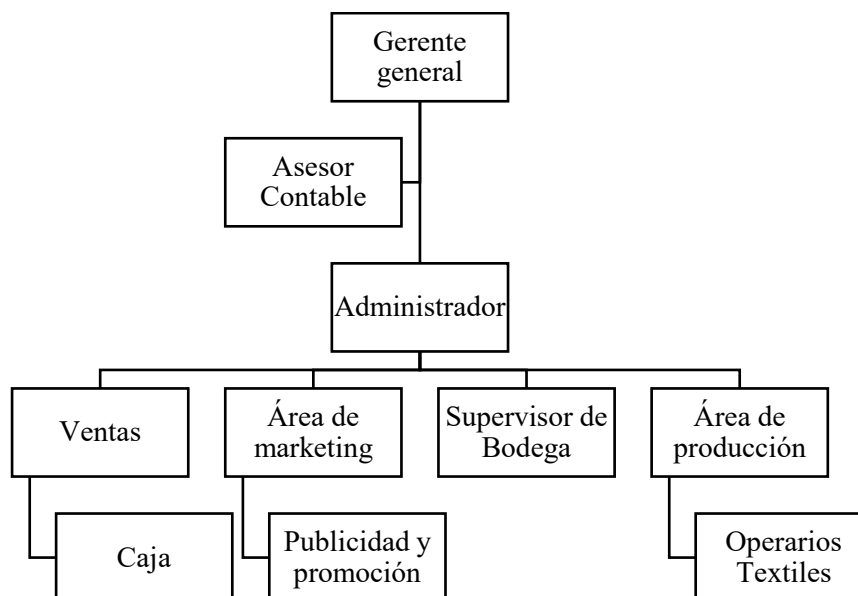 Gerente
general
Asesor
Contable
Administrador
Ventas
Área de
marketing
Supervisor de
Bodega
Área de
producción
Caja
Publicidad y
promoción
Operarios
Textiles